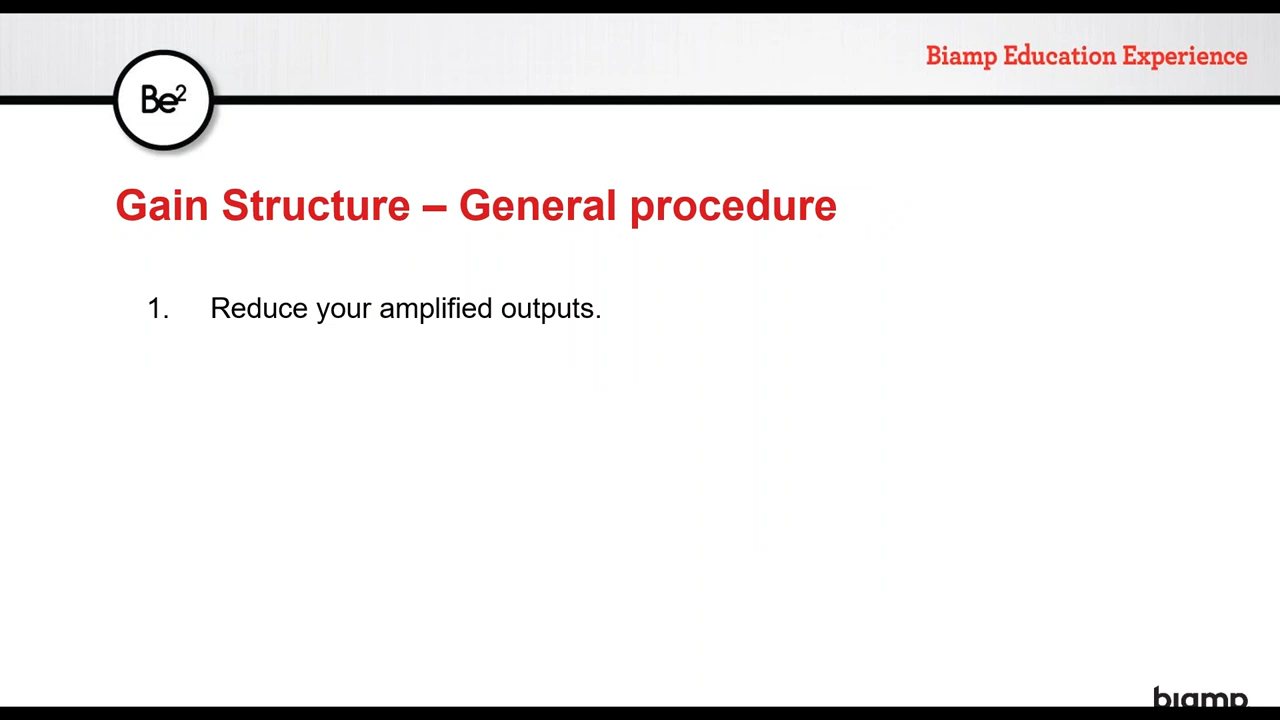 Biamp Education Experience
Be²
Gain Structure – General procedure
1. Reduce your amplified outputs.
biamp